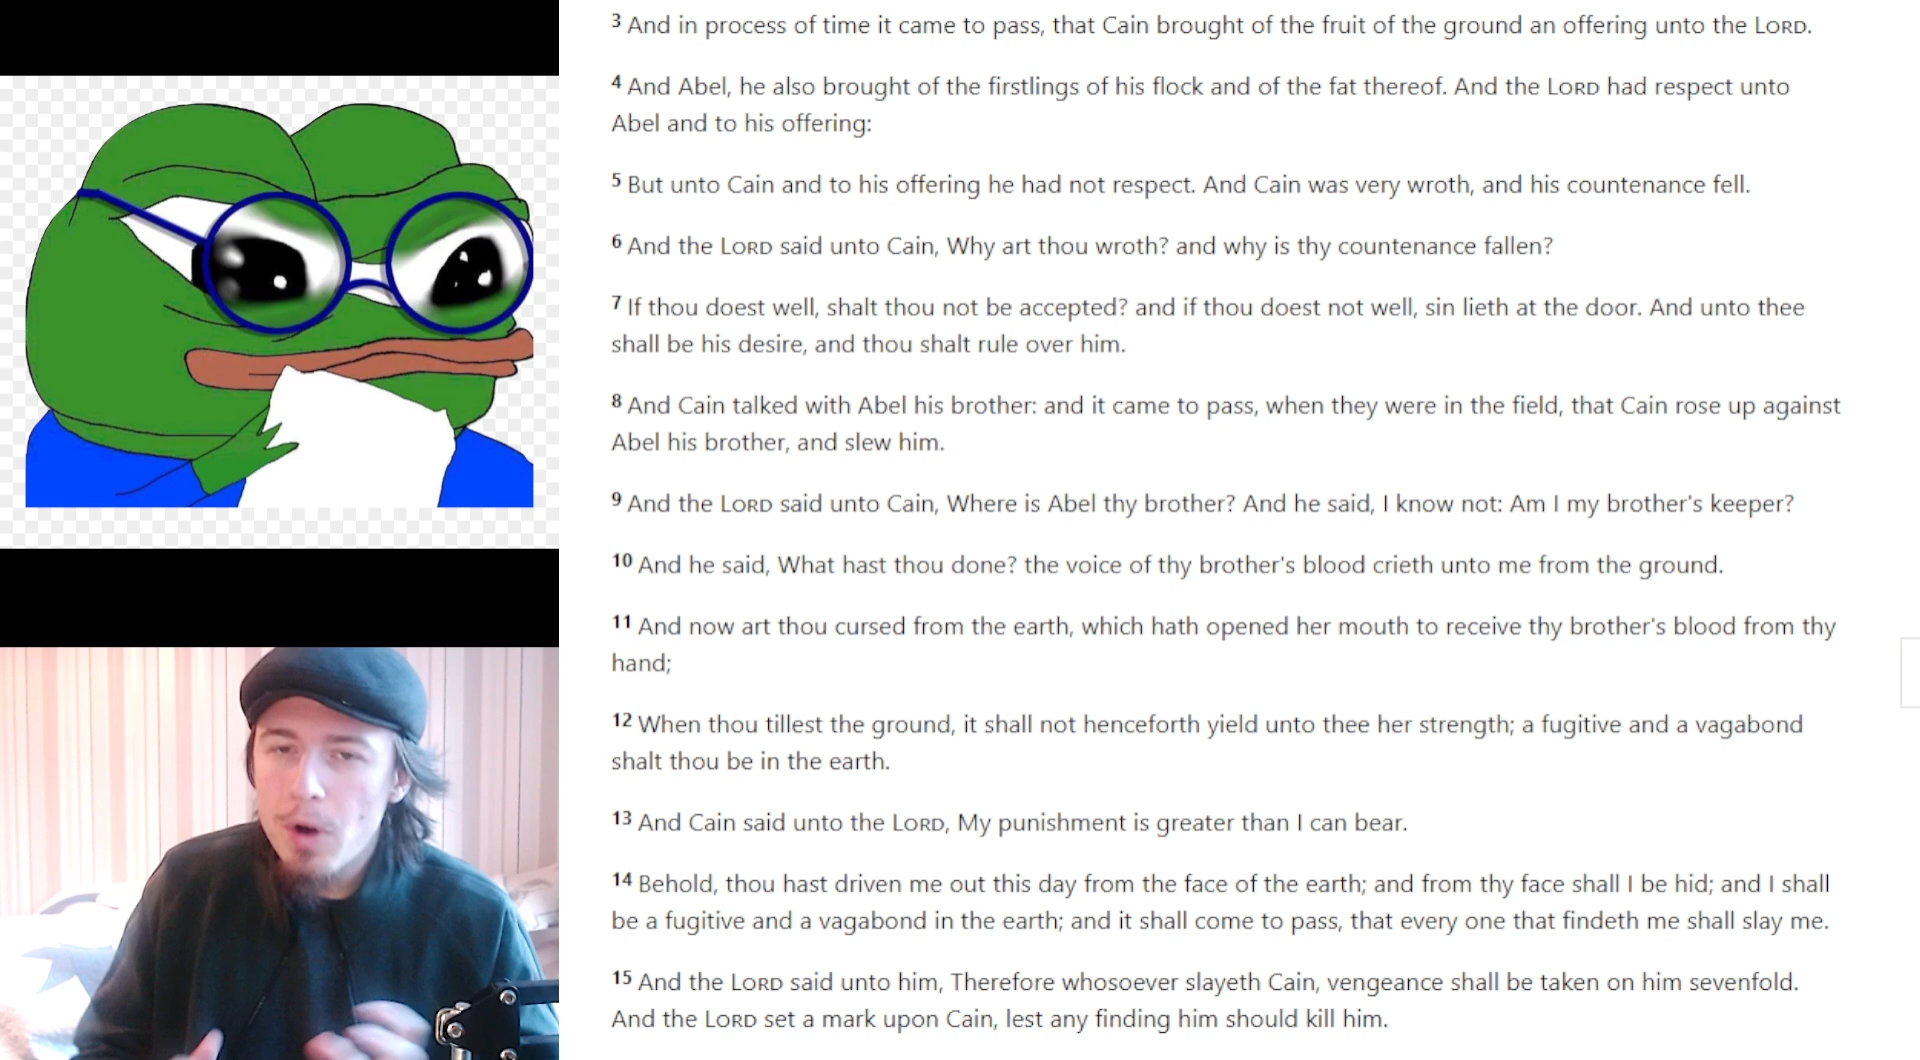 3 And in process of time it came to pass, that Cain brought of the fruit of the ground an offering unto the LORD.
4 And Abel, he also brought of the firstlings of his flock and of the fat thereof. And the LORD had respect unto
Abel and to his offering:
5 But unto Cain and to his offering he had not respect. And Cain was very wroth, and his countenance fell.
6 And the LORD said unto Cain, Why art thou wroth? and why is thy countenance fallen?
7 If thou doest well, shalt thou not be accepted? and if thou doest not well, sin lieth at the door. And unto thee
shall be his desire, and thou shalt rule over him.
8 And Cain talked with Abel his brother: and it came to pass, when they were in the field, that Cain rose up against
Abel his brother, and slew him.
9 And the LORD said unto Cain, Where is Abel thy brother? And he said, I know not: Am I my brother's keeper?
10 And he said, What hast thou done? the voice of thy brother's blood crieth unto me from the ground.
11 And now art thou cursed from the earth, which hath opened her mouth to receive thy brother's blood from thy
hand;
12 When thou tillest the ground, it shall not henceforth yield unto thee her strength; a fugitive and a vagabond
shalt thou be in the earth.
13 And Cain said unto the LORD, My punishment is greater than I can bear.
14 Behold, thou hast driven me out this day from the face of the earth; and from thy face shall I be hid; and I shall
be a fugitive and a vagabond in the earth; and it shall come to pass, that every one that findeth me shall slay me.
15 And the LORD said unto him, Therefore whosoever slayeth Cain, vengeance shall be taken on him sevenfold.
And the LORD set a mark upon Cain, lest any finding him should kill him.